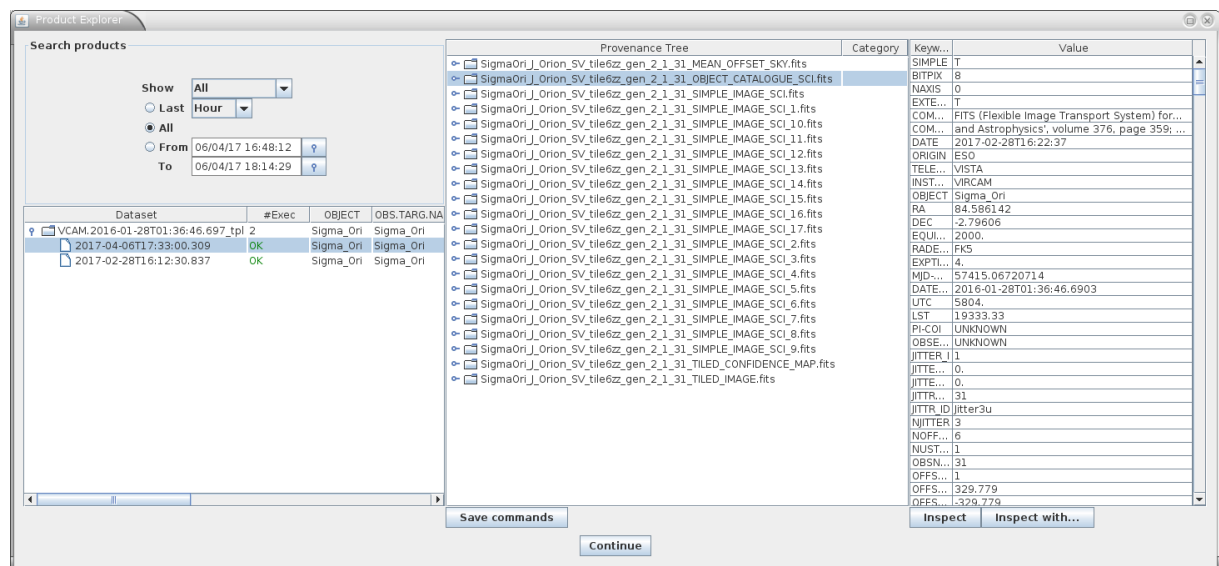 Product Explorer
Search products
Show All
Last Hour
All
From 06/04/17 16:48:12
To 06/04/17 18:14:29
Dataset #Exec OBJECT OBS.TARG.NA
VCAM.2016-01-28T01:36:46.697_tpl 2 Sigma_Ori Sigma_Ori
2017-04-06T17:33:00.309 OK Sigma_Ori Sigma_Ori
2017-02-28T16:12:30.837 OK Sigma_Ori Sigma_Ori
Provenance Tree Category
SigmaOri_J_Orion_SV_tile6zz_gen_2_1_31_MEAN_OFFSET_SKY.fits
SigmaOri_J_Orion_SV_tile6zz_gen_2_1_31_OBJECT_CATALOGUE_SCI.fits
SigmaOri_J_Orion_SV_tile6zz_gen_2_1_31_SIMPLE_IMAGE_SCI.fits
SigmaOri_J_Orion_SV_tile6zz_gen_2_1_31_SIMPLE_IMAGE_SCI_1.fits
SigmaOri_J_Orion_SV_tile6zz_gen_2_1_31_SIMPLE_IMAGE_SCI_10.fits
SigmaOri_J_Orion_SV_tile6zz_gen_2_1_31_SIMPLE_IMAGE_SCI_11.fits
SigmaOri_J_Orion_SV_tile6zz_gen_2_1_31_SIMPLE_IMAGE_SCI_12.fits
SigmaOri_J_Orion_SV_tile6zz_gen_2_1_31_SIMPLE_IMAGE_SCI_13.fits
SigmaOri_J_Orion_SV_tile6zz_gen_2_1_31_SIMPLE_IMAGE_SCI_14.fits
SigmaOri_J_Orion_SV_tile6zz_gen_2_1_31_SIMPLE_IMAGE_SCI_15.fits
SigmaOri_J_Orion_SV_tile6zz_gen_2_1_31_SIMPLE_IMAGE_SCI_16.fits
SigmaOri_J_Orion_SV_tile6zz_gen_2_1_31_SIMPLE_IMAGE_SCI_17.fits
SigmaOri_J_Orion_SV_tile6zz_gen_2_1_31_SIMPLE_IMAGE_SCI_2.fits
SigmaOri_J_Orion_SV_tile6zz_gen_2_1_31_SIMPLE_IMAGE_SCI_3.fits
SigmaOri_J_Orion_SV_tile6zz_gen_2_1_31_SIMPLE_IMAGE_SCI_4.fits
SigmaOri_J_Orion_SV_tile6zz_gen_2_1_31_SIMPLE_IMAGE_SCI_5.fits
SigmaOri_J_Orion_SV_tile6zz_gen_2_1_31_SIMPLE_IMAGE_SCI_6.fits
SigmaOri_J_Orion_SV_tile6zz_gen_2_1_31_SIMPLE_IMAGE_SCI_7.fits
SigmaOri_J_Orion_SV_tile6zz_gen_2_1_31_SIMPLE_IMAGE_SCI_8.fits
SigmaOri_J_Orion_SV_tile6zz_gen_2_1_31_SIMPLE_IMAGE_SCI_9.fits
SigmaOri_J_Orion_SV_tile6zz_gen_2_1_31_TILED_CONFIDENCE_MAP.fits
SigmaOri_J_Orion_SV_tile6zz_gen_2_1_31_TILED_IMAGE.fits
Keyw... Value
SIMPLE T
BITPIX 8
NAXIS 0
EXTE... T
COM... FITS (Flexible Image Transport System) for...
COM... and Astrophysics', volume 376, page 359; ...
DATE 2017-02-28T16:22:37
ORIGIN ESO
TELE... VISTA
INST... VIRCAM
OBJECT Sigma_Ori
RA 84.586142
DEC -2.79606
EQUI... 2000.
RADE... FK5
EXPTI... 4.
MJD-... 57415.06720714
DATE... 2016-01-28T01:36:46.6903
UTC 5804.
LST 19333.33
PI-COI UNKNOWN
OBSE... UNKNOWN
JITTER_I 1
JITTE... 0.
JITTE... 0.
JITTR... 31
JITTR_ID Jitter3u
NJITTER 3
NOFF... 6
NUST... 1
OBSN... 31
OFFS... 1
OFFS... 329.779
OFFS... -329.779
Save commands
Inspect Inspect with...
Continue